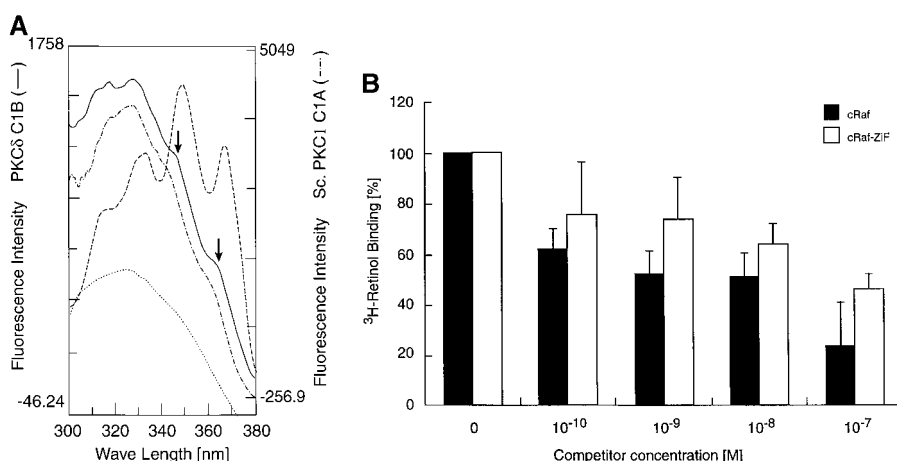 A
1758
5049
Fluorescence Intensity PKCδ C1B (—)
Fluorescence Intensity Sc. PKC1 C1A (---)
-46.24
-256.9
300 320 340 360 380
Wave Length [nm]
B
120
100
80
60
40
20
0
³H-Retinol Binding [%]
cRaf
cRaf-ZiF
0 10⁻¹⁰ 10⁻⁹ 10⁻⁸ 10⁻⁷
Competitor concentration [M]